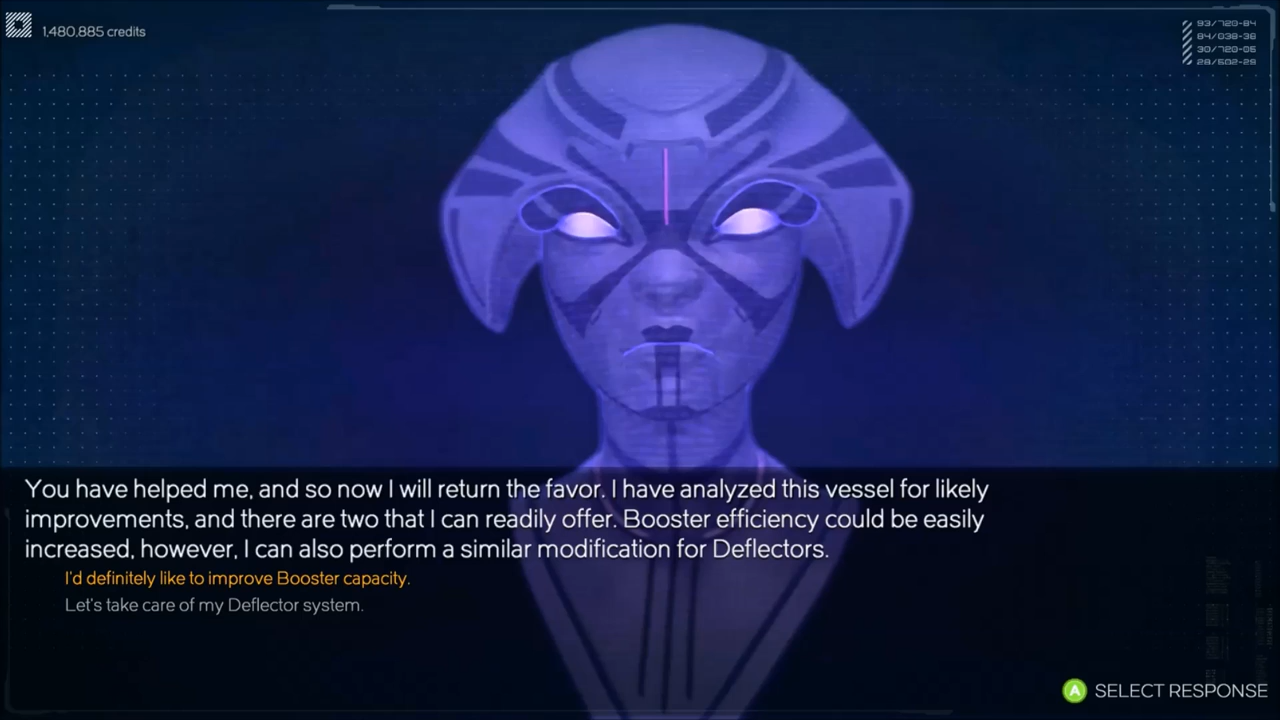 1,480,885 credits
93/720-84
84/038-38
30/720-06
28/602-29
You have helped me, and so now I will return the favor. I have analyzed this vessel for likely
improvements, and there are two that I can readily offer. Booster efficiency could be easily
increased, however, I can also perform a similar modification for Deflectors.
I'd definitely like to improve Booster capacity.
Let's take care of my Deflector system.
A SELECT RESPONSE